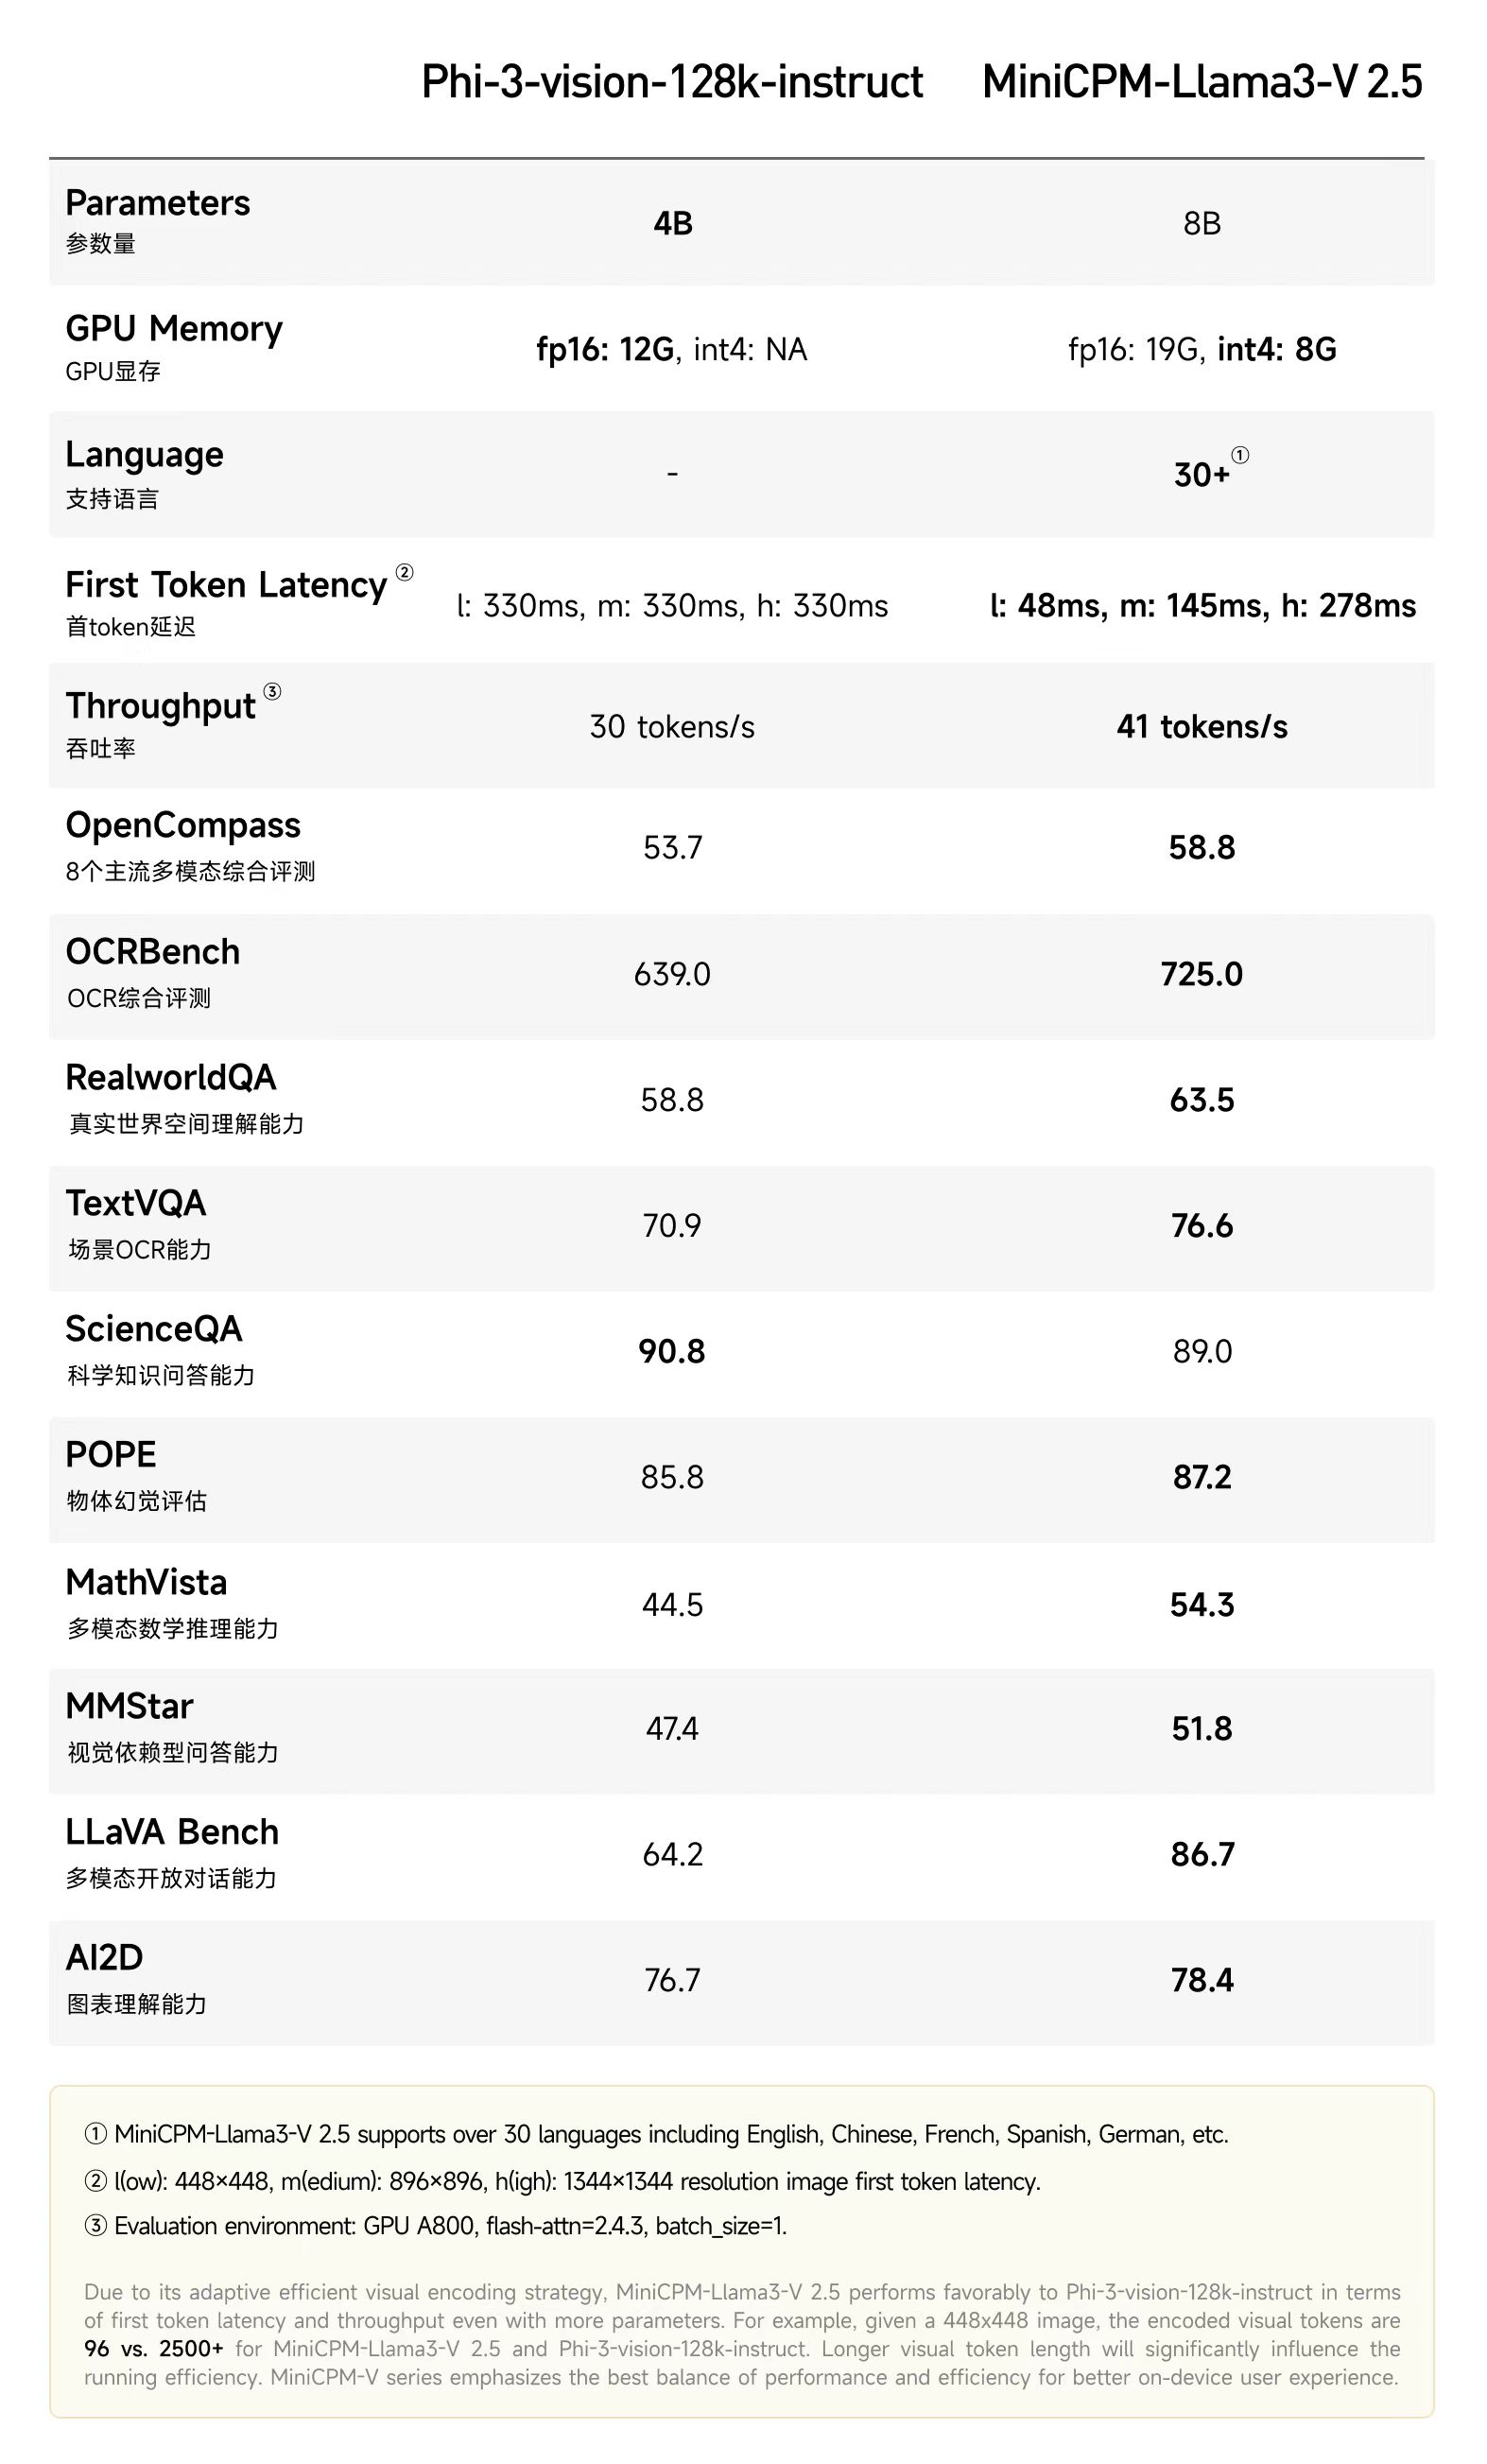 Phi-3-vision-128k-instruct MiniCPM-Llama3-V 2.5
Parameters
参数量
4B 8B
GPU Memory
GPU显存
fp16: 12G, int4: NA fp16: 19G, int4: 8G
Language
支持语言
- 30+①
First Token Latency ②
首token延迟
l: 330ms, m: 330ms, h: 330ms l: 48ms, m: 145ms, h: 278ms
Throughput ③
吞吐率
30 tokens/s 41 tokens/s
OpenCompass
8个主流多模态综合评测
53.7 58.8
OCRBench
OCR综合评测
639.0 725.0
RealworldQA
真实世界空间理解能力
58.8 63.5
TextVQA
场景OCR能力
70.9 76.6
ScienceQA
科学知识问答能力
90.8 89.0
POPE
物体幻觉评估
85.8 87.2
MathVista
多模态数学推理能力
44.5 54.3
MMStar
视觉依赖型问答能力
47.4 51.8
LLaVA Bench
多模态开放对话能力
64.2 86.7
AI2D
图表理解能力
76.7 78.4
① MiniCPM-Llama3-V 2.5 supports over 30 languages including English, Chinese, French, Spanish, German, etc.
② l(ow): 448×448, m(edium): 896×896, h(igh): 1344×1344 resolution image first token latency.
③ Evaluation environment: GPU A800, flash-attn=2.4.3, batch_size=1.
Due to its adaptive efficient visual encoding strategy, MiniCPM-Llama3-V 2.5 performs favorably to Phi-3-vision-128k-instruct in terms
of first token latency and throughput even with more parameters. For example, given a 448x448 image, the encoded visual tokens are
96 vs. 2500+ for MiniCPM-Llama3-V 2.5 and Phi-3-vision-128k-instruct. Longer visual token length will significantly influence the
running efficiency. MiniCPM-V series emphasizes the best balance of performance and efficiency for better on-device user experience.